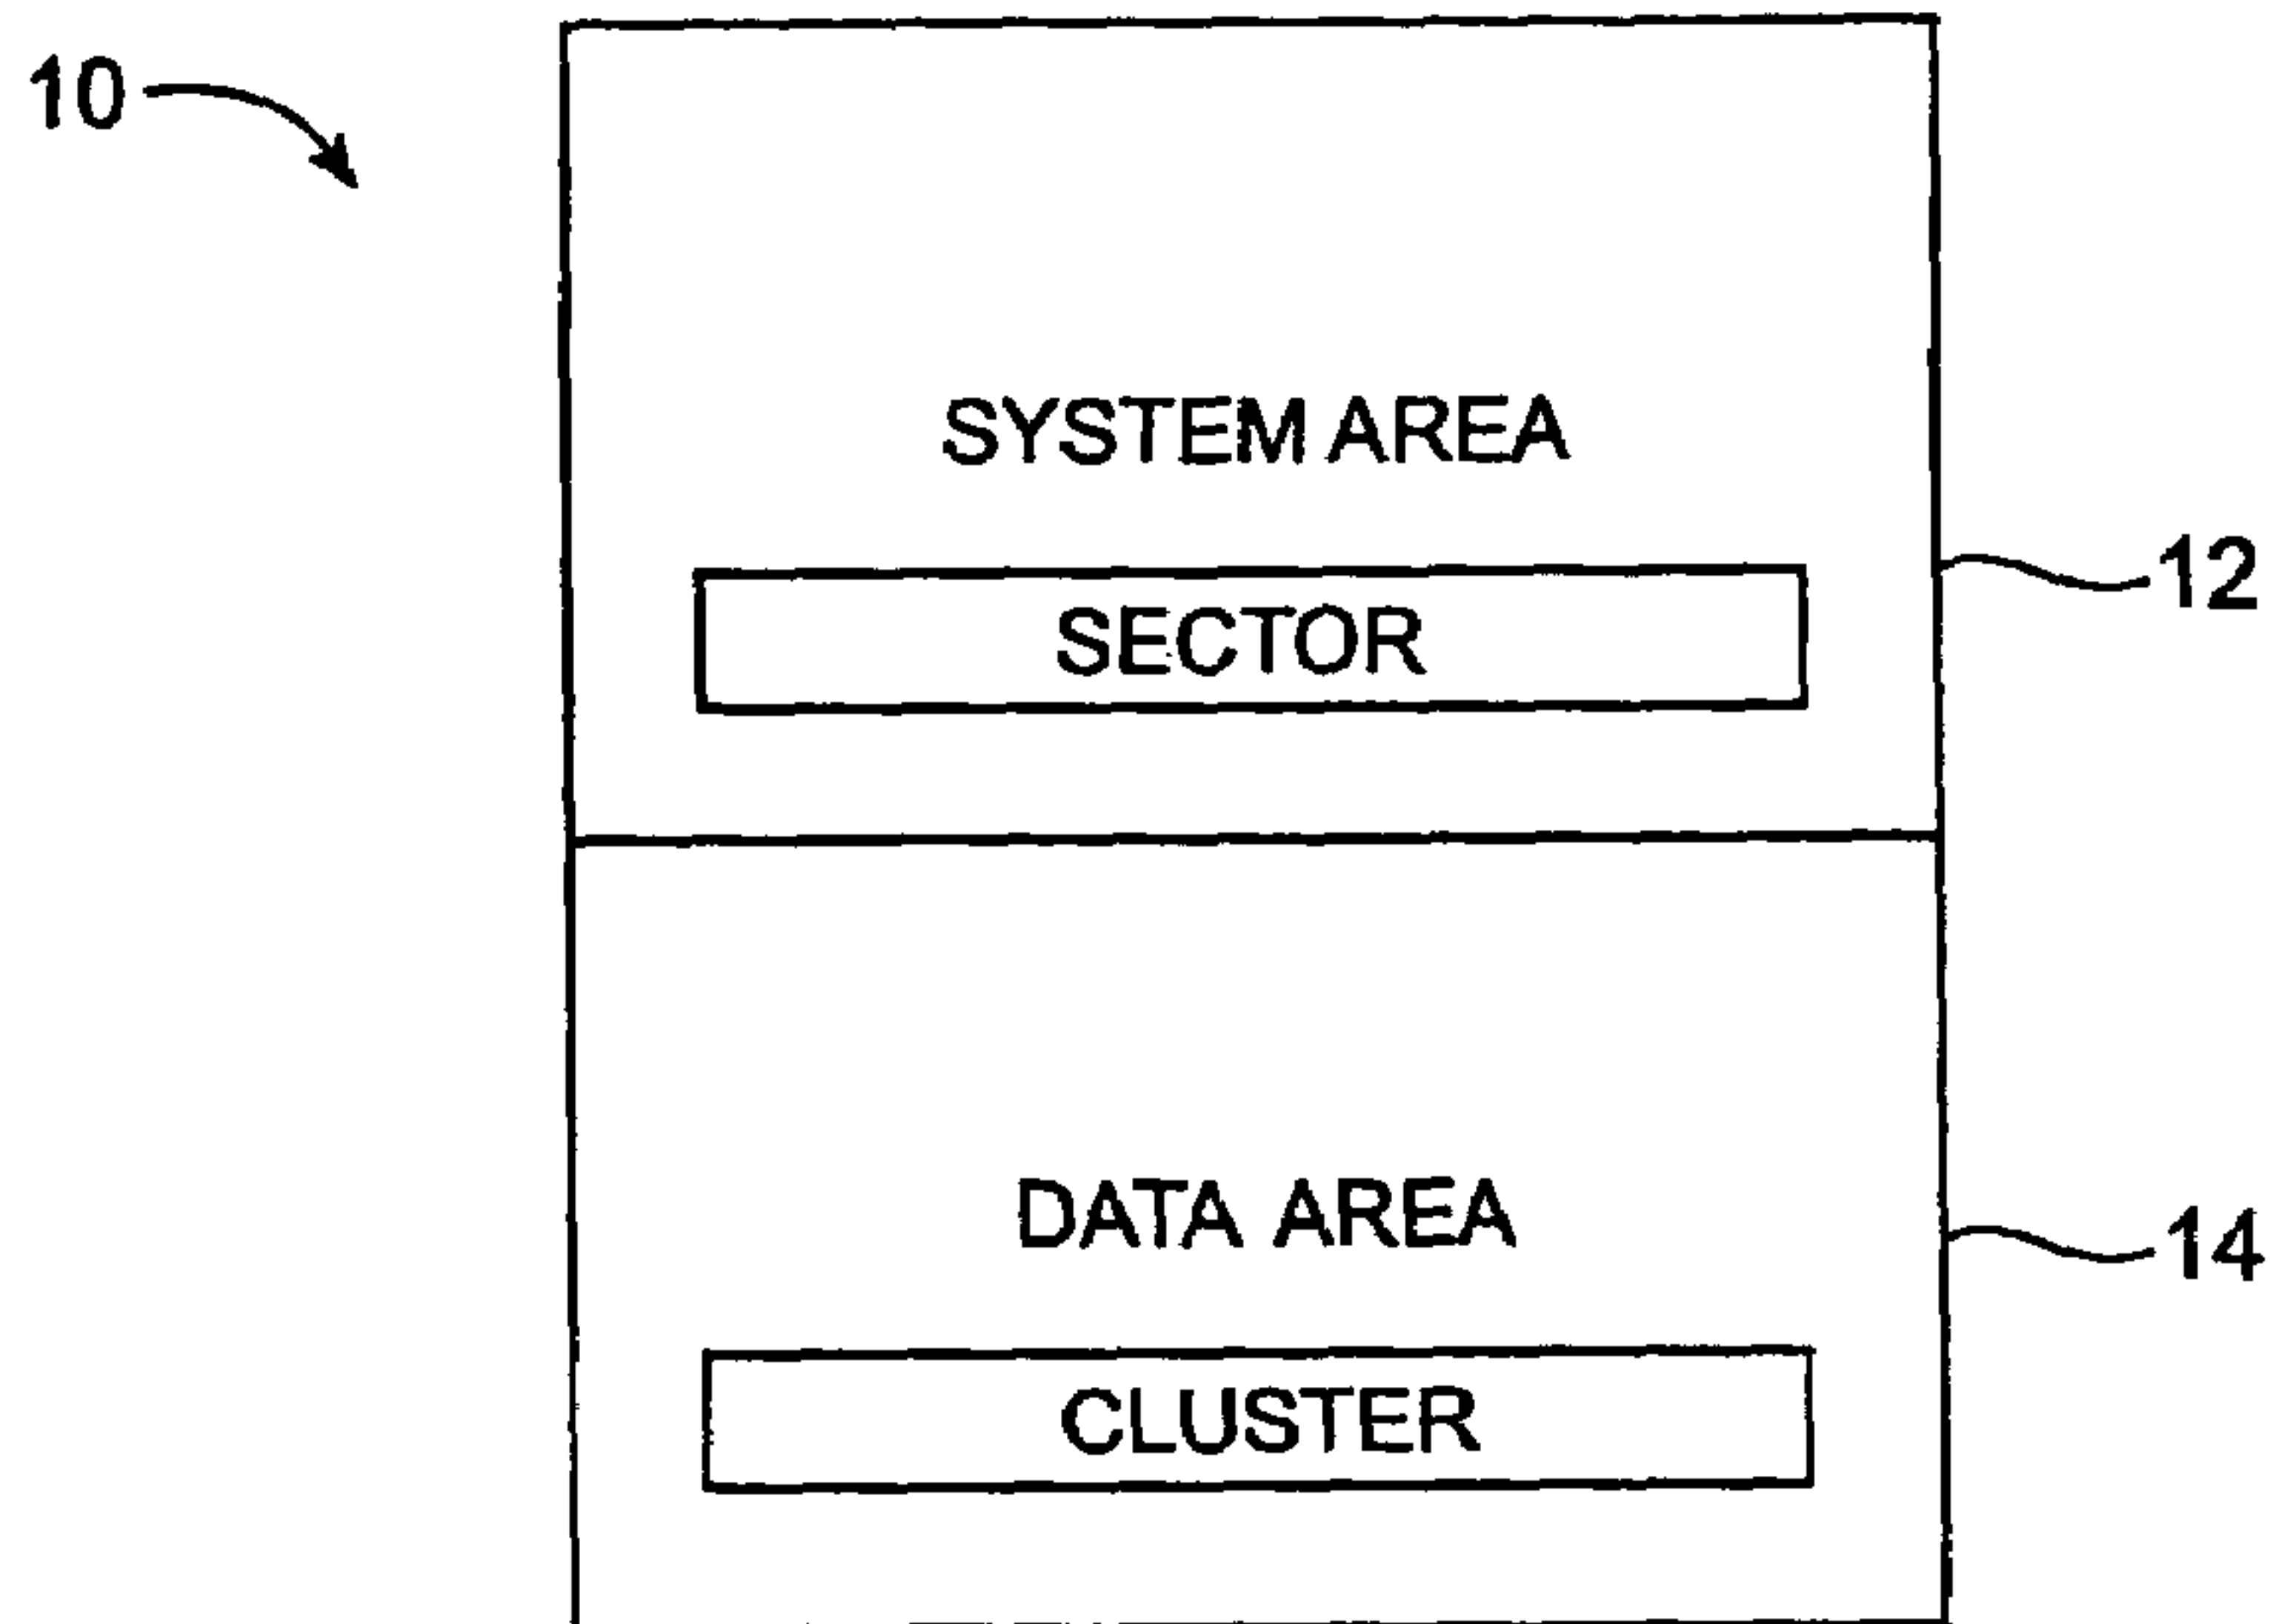 10
SYSTEM AREA
12
SECTOR
DATA AREA
14
CLUSTER